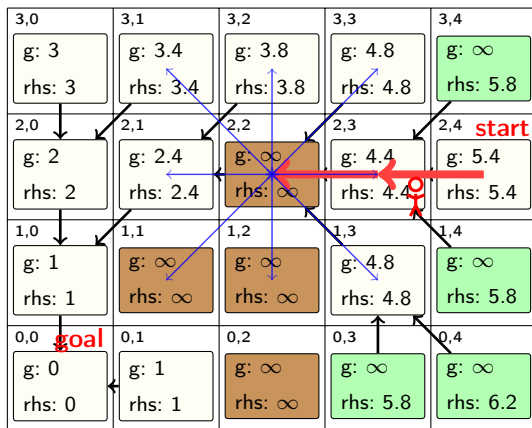 3,0 3,1 3,2 3,3 3,4
g: 3 g: 3.4 g: 3.8 g: 4.8 g: ∞
rhs: 3 rhs: 3.4 rhs: 3.8 rhs: 4.8 rhs: 5.8
2,0 2,1 2,2 2,3 2,4 start
g: 2 g: 2.4 g: ∞ g: 4.4 g: 5.4
rhs: 2 rhs: 2.4 rhs: ∞ rhs: 4.4 rhs: 5.4
1,0 1,1 1,2 1,3 1,4
g: 1 g: ∞ g: ∞ g: 4.8 g: ∞
rhs: 1 rhs: ∞ rhs: ∞ rhs: 4.8 rhs: 5.8
0,0 goal 0,1 0,2 0,3 0,4
g: 0 g: 1 g: ∞ g: ∞ g: ∞
rhs: 0 rhs: 1 rhs: ∞ rhs: 5.8 rhs: 6.2